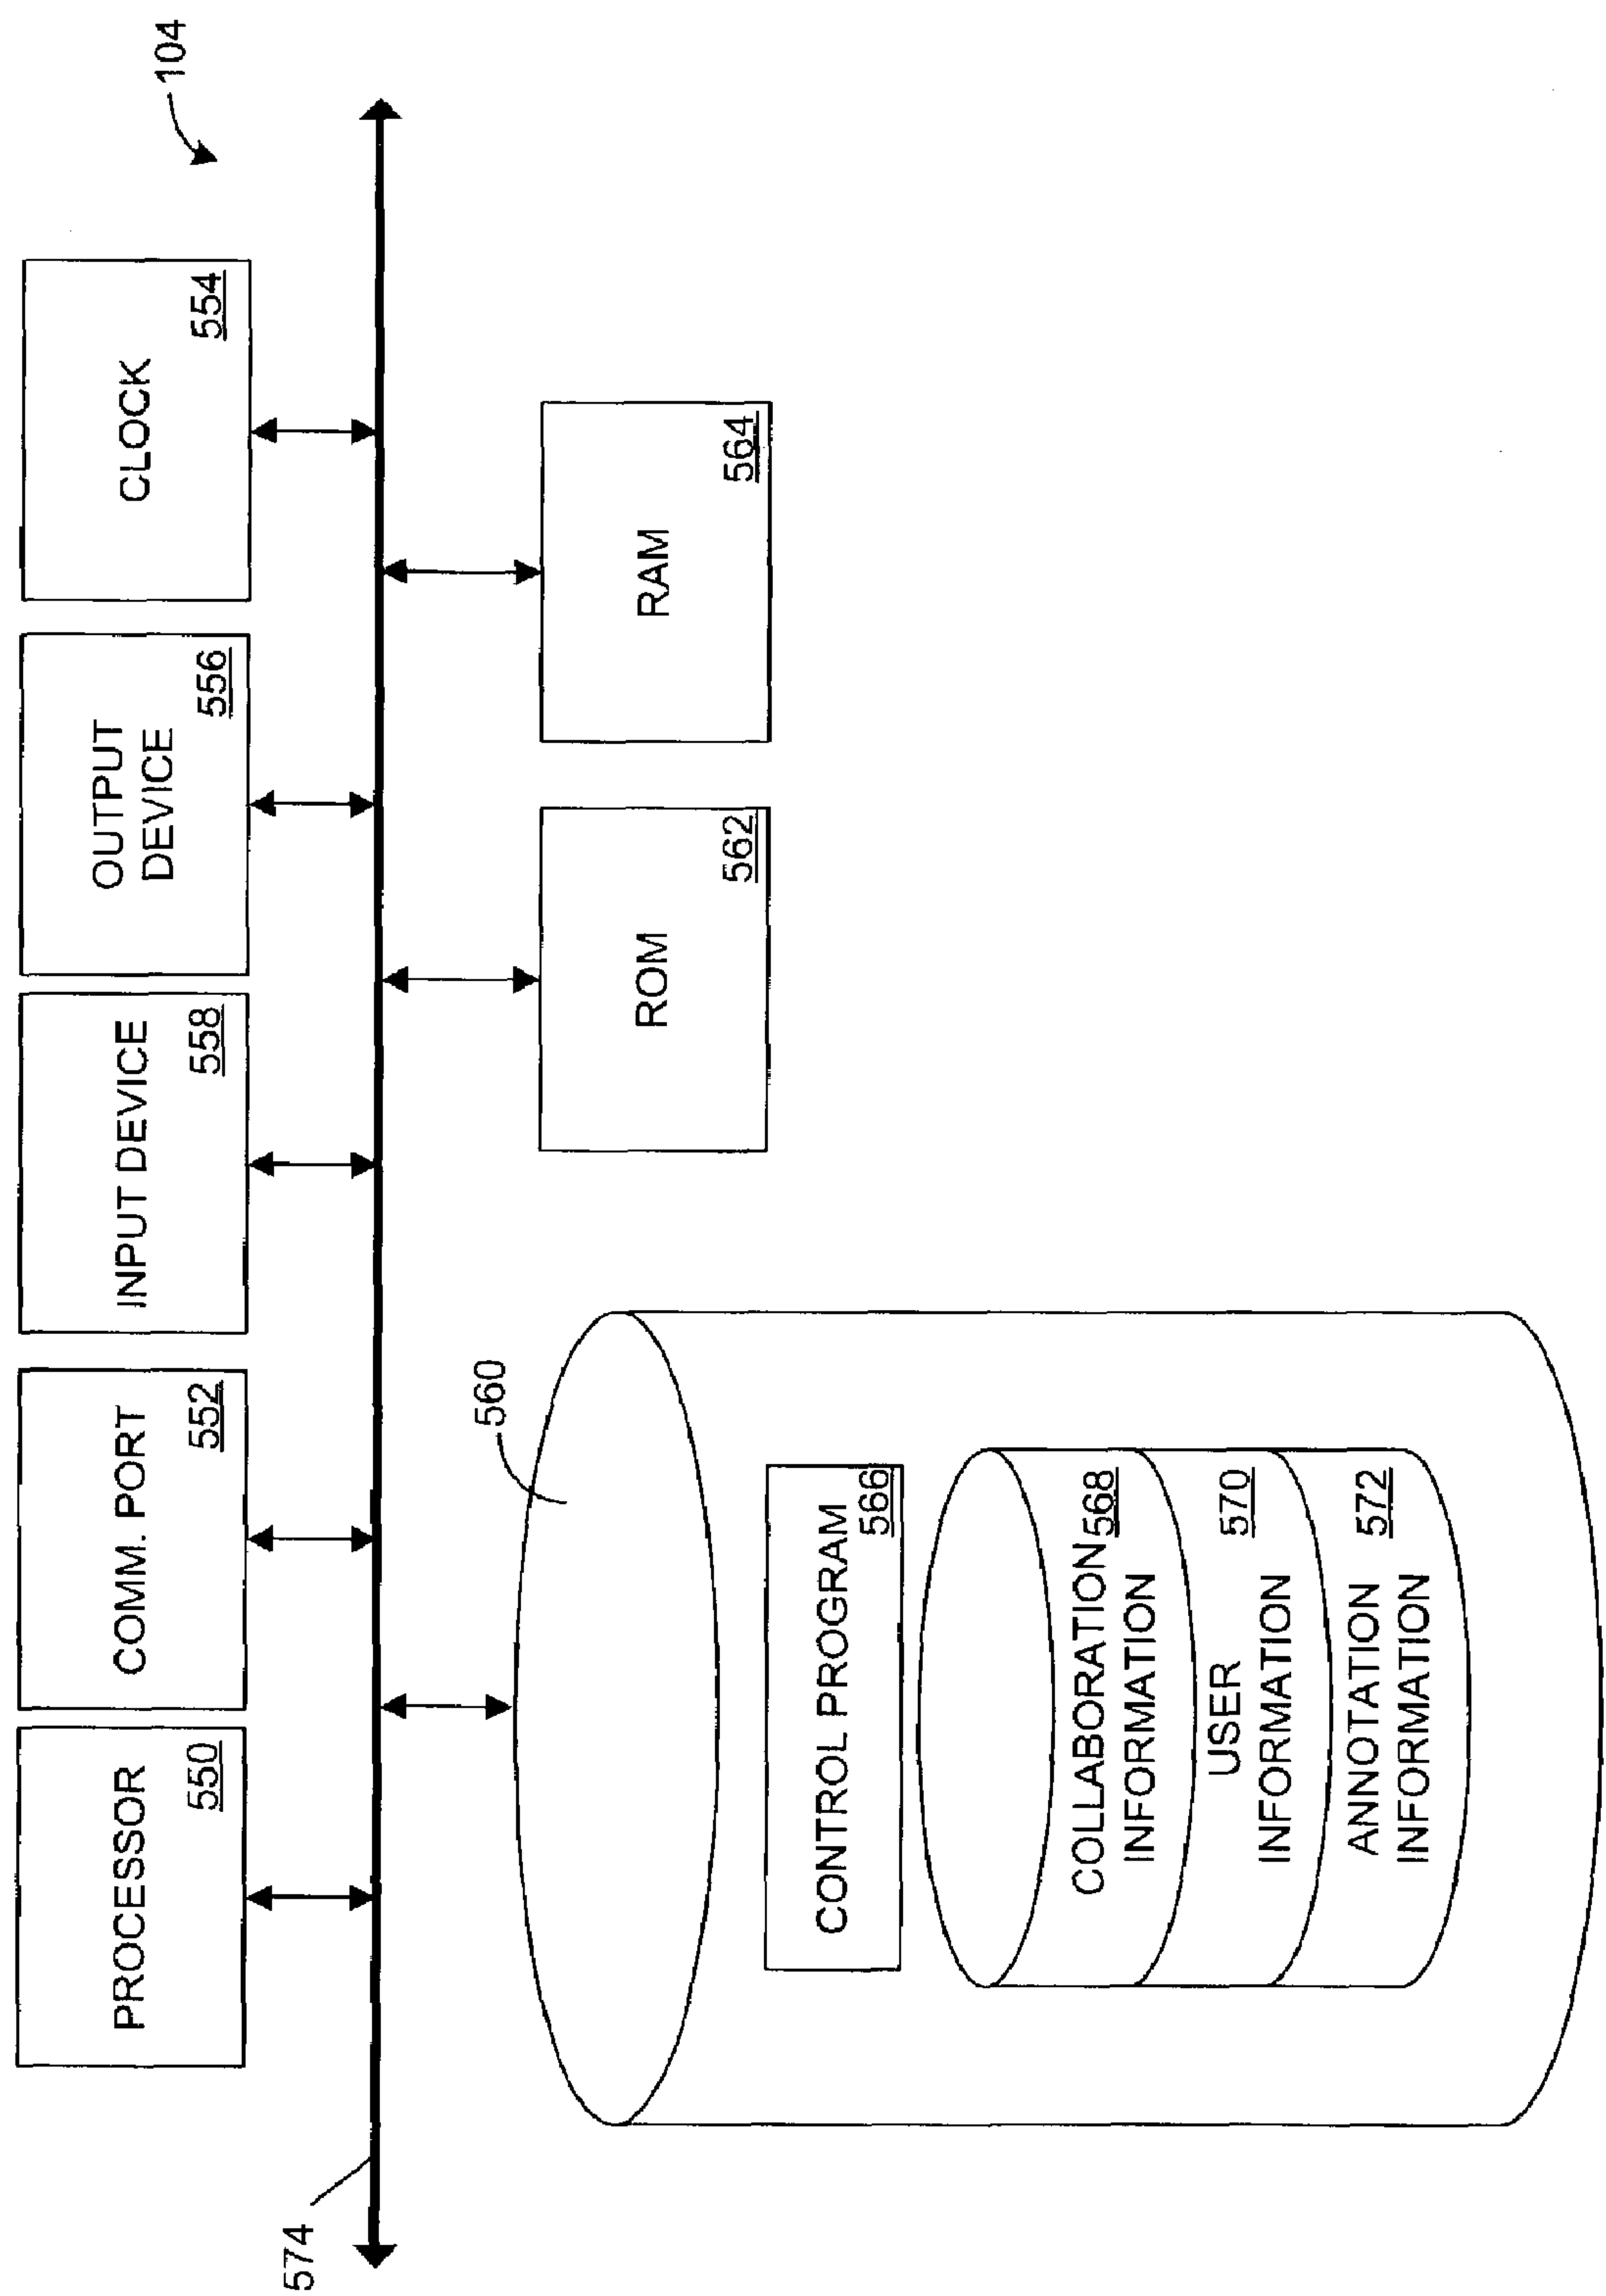 104
PROCESSOR
550
COMM. PORT
552
INPUT DEVICE
558
OUTPUT
DEVICE
556
CLOCK
554
574
560
ROM
562
RAM
564
CONTROL PROGRAM
566
COLLABORATION 568
INFORMATION
USER 570
INFORMATION
ANNOTATION 572
INFORMATION